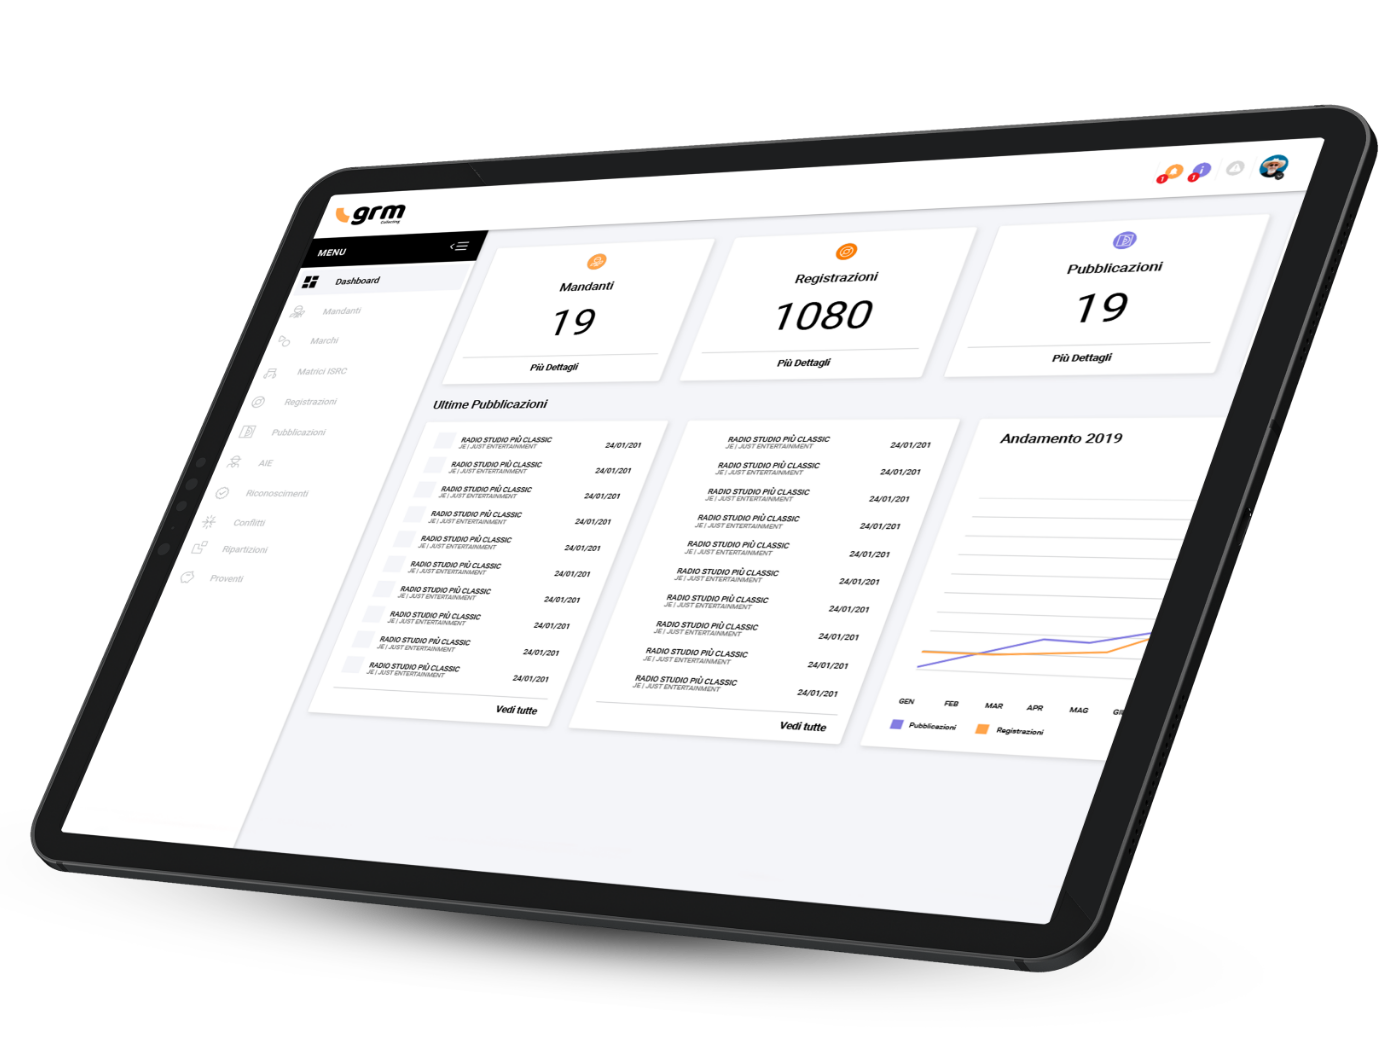 grm
MENU
Dashboard
Mandanti
Marchi
Matrici ISRC
Registrazioni
Pubblicazioni
AIE
Riconoscimenti
Conflitti
Ripartizioni
Proventi
Mandanti
19
Più Dettagli
Registrazioni
1080
Più Dettagli
Pubblicazioni
19
Più Dettagli
Ultime Pubblicazioni
RADIO STUDIO PIÙ CLASSIC 24/01/201
JE | JUST ENTERTAINMENT
RADIO STUDIO PIÙ CLASSIC 24/01/201
JE | JUST ENTERTAINMENT
RADIO STUDIO PIÙ CLASSIC 24/01/201
JE | JUST ENTERTAINMENT
RADIO STUDIO PIÙ CLASSIC 24/01/201
JE | JUST ENTERTAINMENT
RADIO STUDIO PIÙ CLASSIC 24/01/201
JE | JUST ENTERTAINMENT
RADIO STUDIO PIÙ CLASSIC 24/01/201
JE | JUST ENTERTAINMENT
RADIO STUDIO PIÙ CLASSIC 24/01/201
JE | JUST ENTERTAINMENT
RADIO STUDIO PIÙ CLASSIC 24/01/201
JE | JUST ENTERTAINMENT
RADIO STUDIO PIÙ CLASSIC 24/01/201
JE | JUST ENTERTAINMENT
RADIO STUDIO PIÙ CLASSIC 24/01/201
JE | JUST ENTERTAINMENT
Vedi tutte
RADIO STUDIO PIÙ CLASSIC 24/01/201
JE | JUST ENTERTAINMENT
RADIO STUDIO PIÙ CLASSIC 24/01/201
JE | JUST ENTERTAINMENT
RADIO STUDIO PIÙ CLASSIC 24/01/201
JE | JUST ENTERTAINMENT
RADIO STUDIO PIÙ CLASSIC 24/01/201
JE | JUST ENTERTAINMENT
RADIO STUDIO PIÙ CLASSIC 24/01/201
JE | JUST ENTERTAINMENT
RADIO STUDIO PIÙ CLASSIC 24/01/201
JE | JUST ENTERTAINMENT
RADIO STUDIO PIÙ CLASSIC 24/01/201
JE | JUST ENTERTAINMENT
RADIO STUDIO PIÙ CLASSIC 24/01/201
JE | JUST ENTERTAINMENT
RADIO STUDIO PIÙ CLASSIC 24/01/201
JE | JUST ENTERTAINMENT
RADIO STUDIO PIÙ CLASSIC 24/01/201
JE | JUST ENTERTAINMENT
Vedi tutte
Andamento 2019
GEN FEB MAR APR MAG
Pubblicazioni Registrazioni